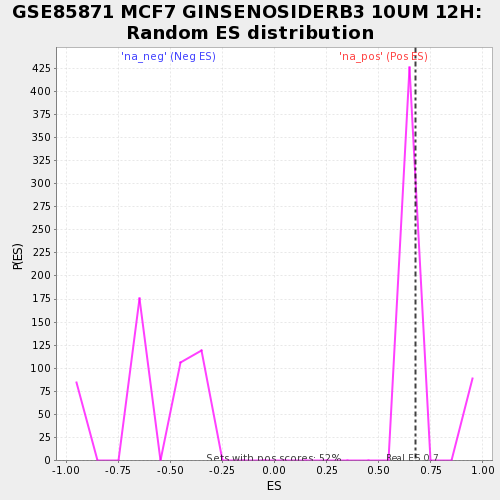 GSE85871 MCF7 GINSENOSIDERB3 10UM 12H:
Random ES distribution
'na_neg' (Neg ES) 'na_pos' (Pos ES)
425
400
375
350
325
300
275
250
225
200
175
150
125
100
75
50
25
0
P(ES)
Sets with pos scores: 52% Real ES 0.7
-1.00 -0.75 -0.50 -0.25 0.00 0.25 0.50 0.75 1.00
ES